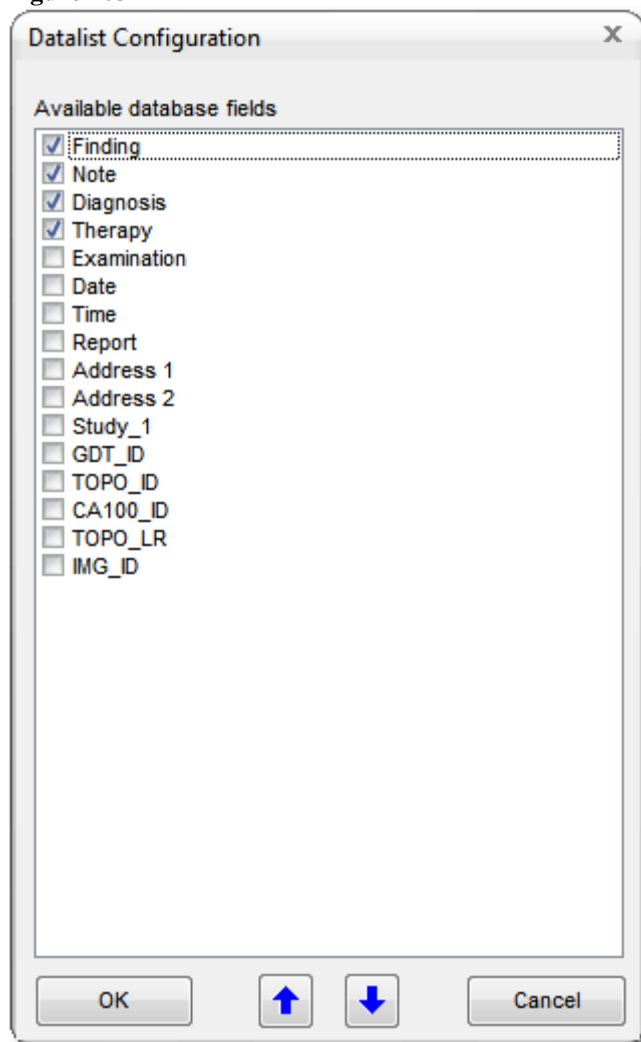 Datalist Configuration
Available database fields
Finding
Note
Diagnosis
Therapy
Examination
Date
Time
Report
Address 1
Address 2
Study_1
GDT_ID
TOPO_ID
CA100_ID
TOPO_LR
IMG_ID
OK
Cancel